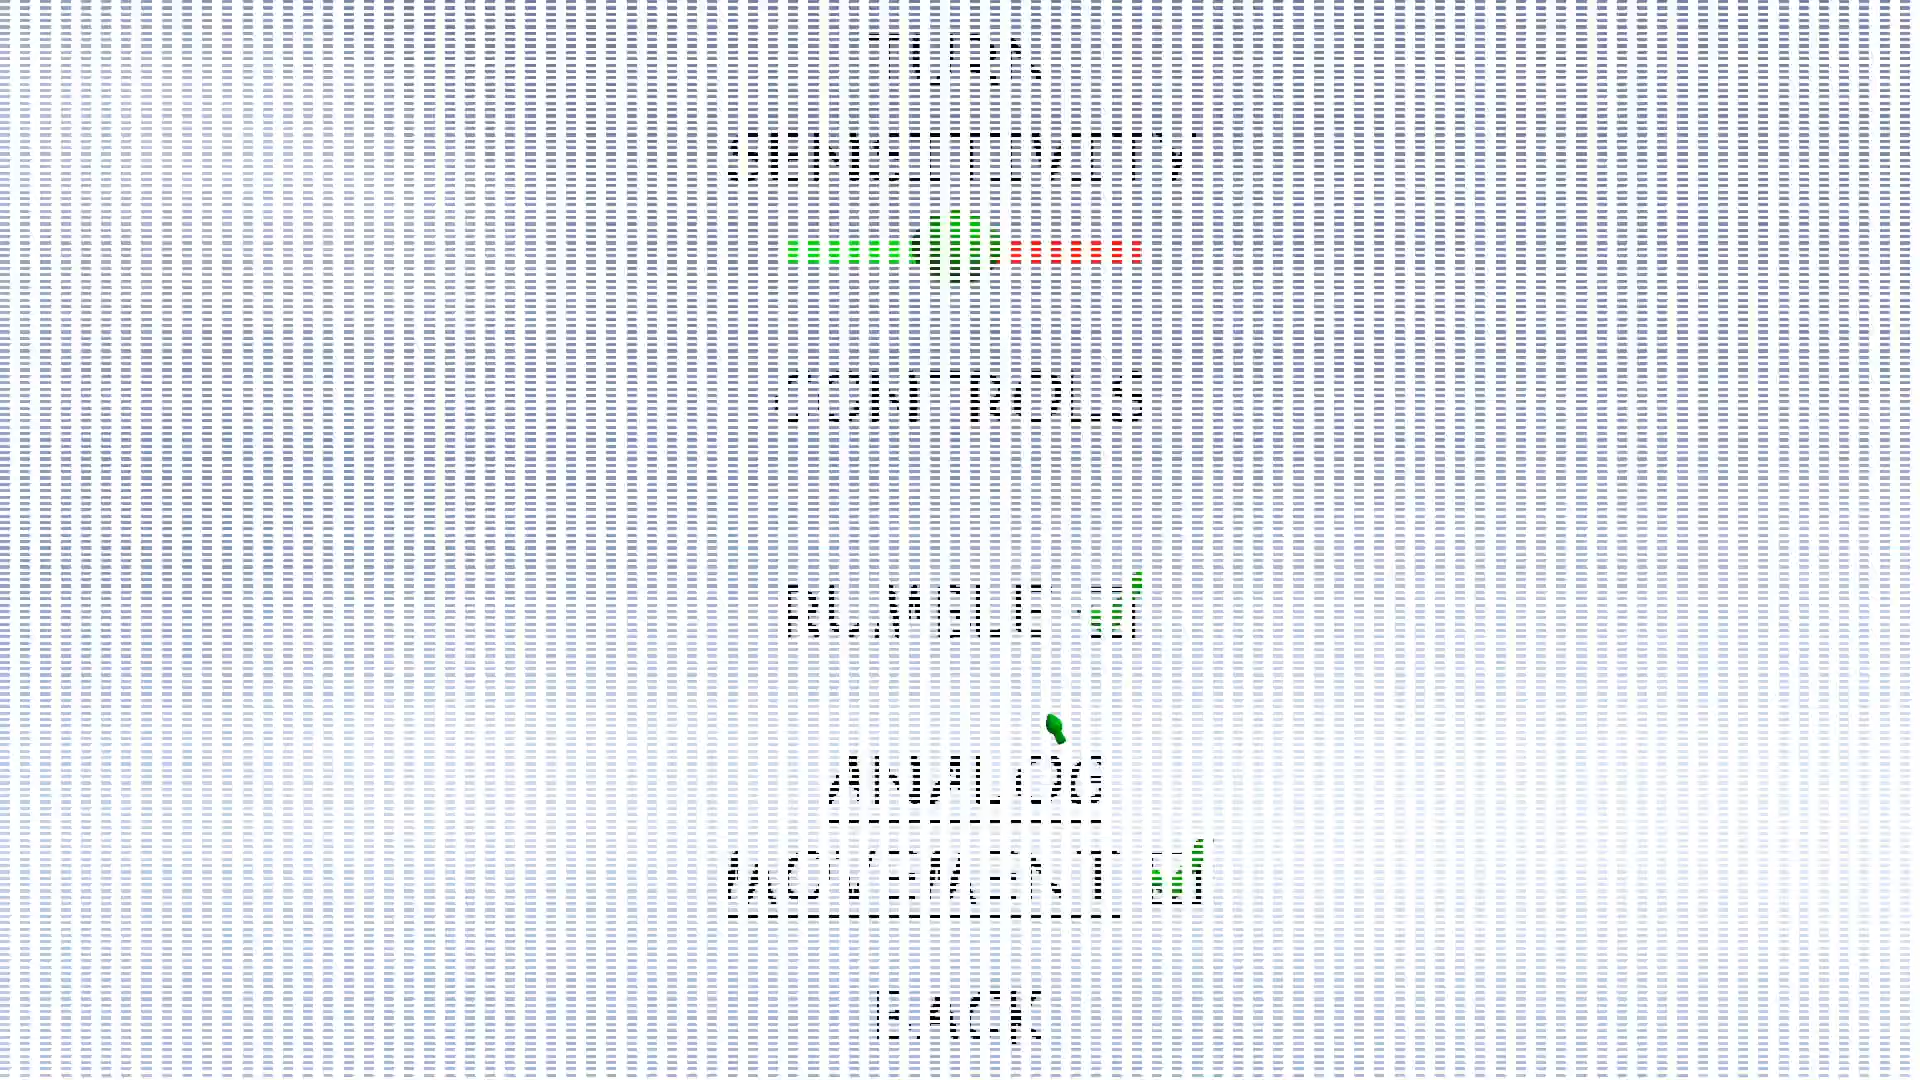 TURN
SENSITIVITY
CONTROLS
RUMBLE
ANALOG
MOVEMENT
BACK